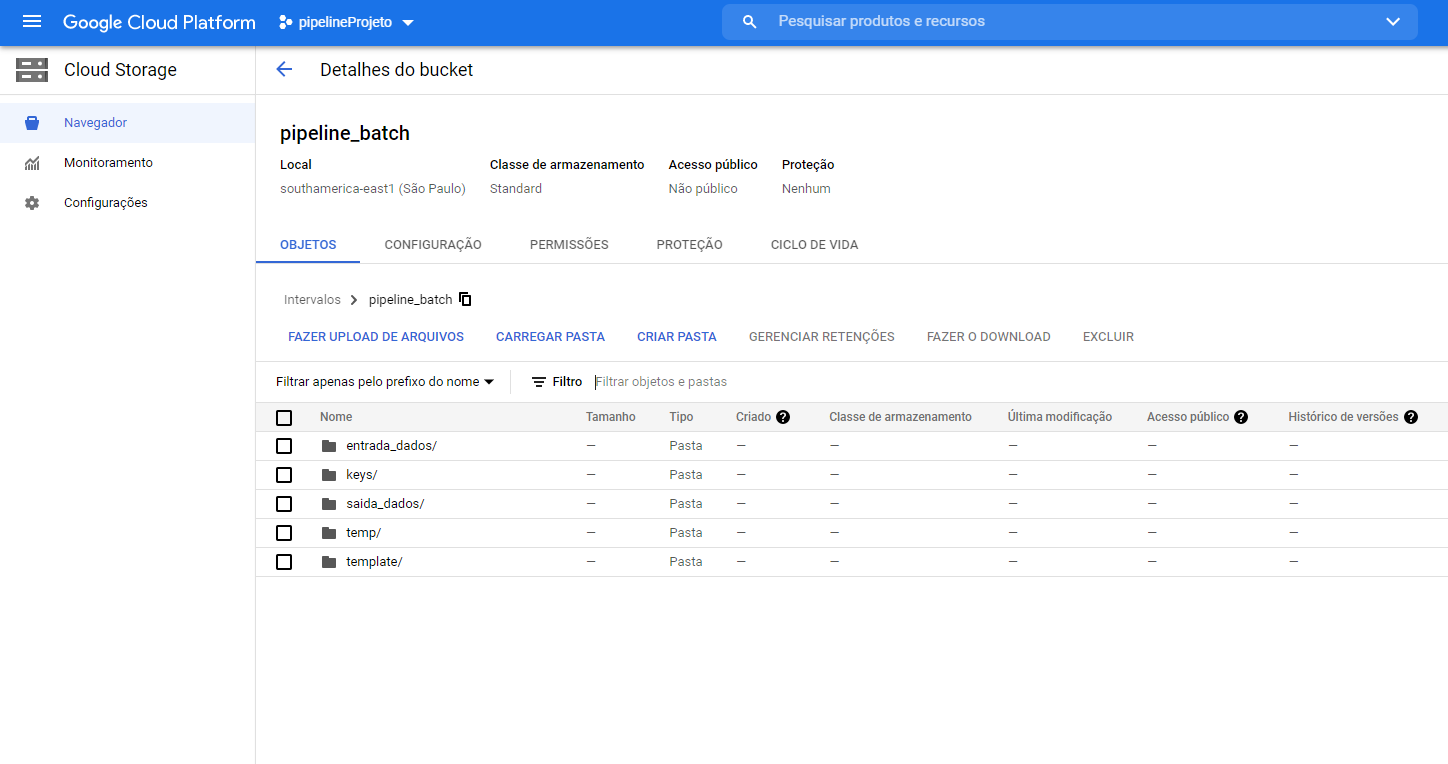 Google Cloud Platform pipelineProjeto Pesquisar produtos e recursos
Cloud Storage
Detalhes do bucket
Navegador
Monitoramento
Configurações
pipeline_batch
Local Classe de armazenamento Acesso público Proteção
southamerica-east1 (São Paulo) Standard Não público Nenhum
OBJETOS CONFIGURAÇÃO PERMISSÕES PROTEÇÃO CICLO DE VIDA
Intervalos pipeline_batch
FAZER UPLOAD DE ARQUIVOS CARREGAR PASTA CRIAR PASTA GERENCIAR RETENÇÕES FAZER O DOWNLOAD EXCLUIR
Filtrar apenas pelo prefixo do nome Filtro Filtrar objetos e pastas
Nome Tamanho Tipo Criado ? Classe de armazenamento Última modificação Acesso público ? Histórico de versões ?
entrada_dados/ — Pasta — — — — —
keys/ — Pasta — — — — —
saida_dados/ — Pasta — — — — —
temp/ — Pasta — — — — —
template/ — Pasta — — — — —